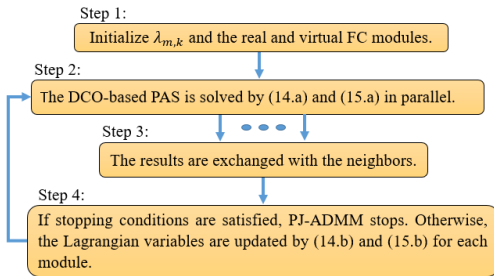 Step 1:
Initialize λm,k and the real and virtual FC modules.
Step 2:
The DCO-based PAS is solved by (14.a) and (15.a) in parallel.
Step 3:
The results are exchanged with the neighbors.
Step 4:
If stopping conditions are satisfied, PJ-ADMM stops. Otherwise,
the Lagrangian variables are updated by (14.b) and (15.b) for each
module.